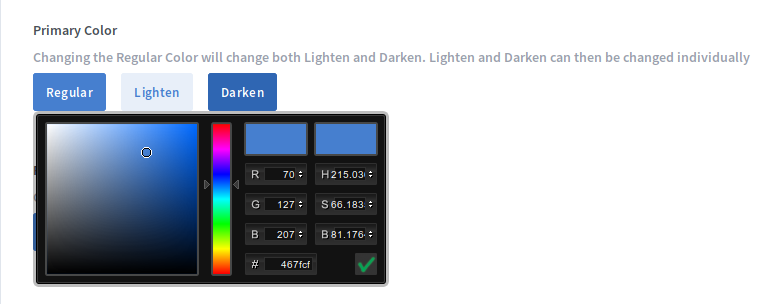 Primary Color
Changing the Regular Color will change both Lighten and Darken. Lighten and Darken can then be changed individually
Regular Lighten Darken
R 70 H 215.03
G 127 S 66.183
B 207 B 81.176
# 467fcf